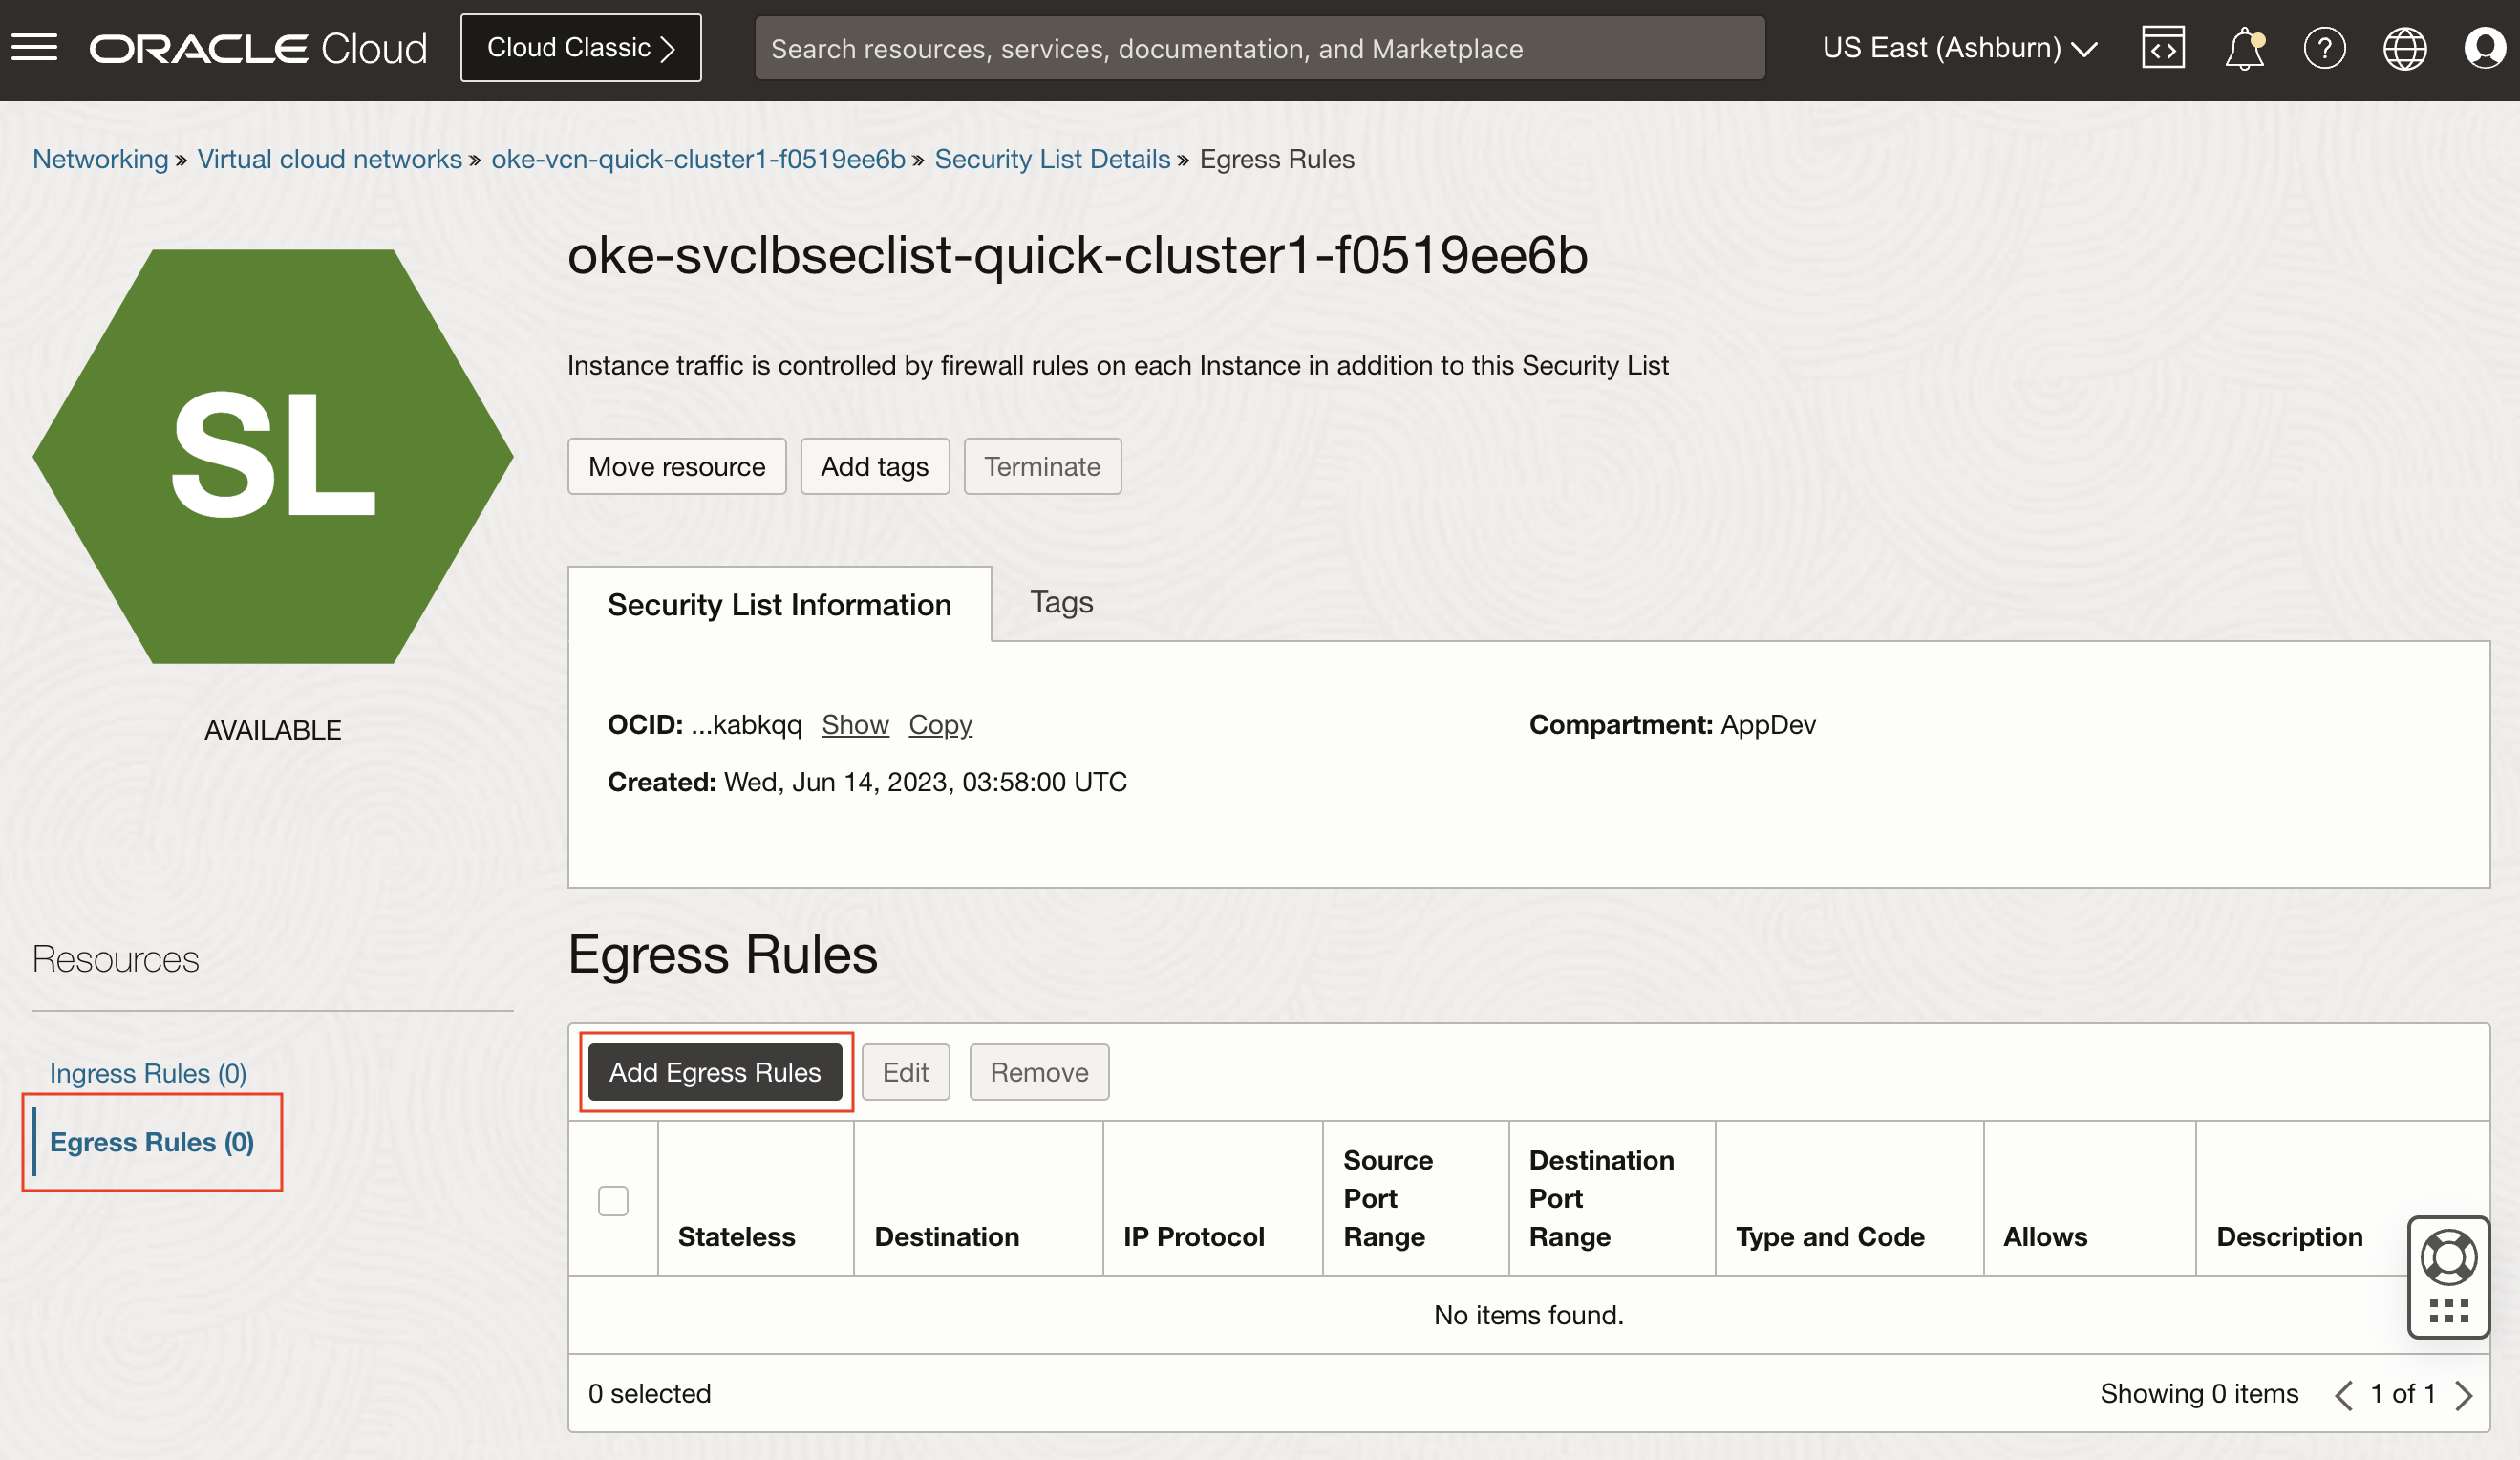 ORACLE Cloud
Cloud Classic
Search resources, services, documentation, and Marketplace
US East (Ashburn)
Networking » Virtual cloud networks » oke-vcn-quick-cluster1-f0519ee6b » Security List Details » Egress Rules
SL
AVAILABLE
oke-svclbseclist-quick-cluster1-f0519ee6b
Instance traffic is controlled by firewall rules on each Instance in addition to this Security List
Move resource Add tags Terminate
Security List Information Tags
OCID: ...kabkqq Show Copy
Compartment: AppDev
Created: Wed, Jun 14, 2023, 03:58:00 UTC
Resources
Ingress Rules (0)
Egress Rules (0)
Egress Rules
Add Egress Rules Edit Remove
Stateless
Destination
IP Protocol
Source
Port
Range
Destination
Port
Range
Type and Code
Allows
Description
No items found.
0 selected
Showing 0 items
1 of 1